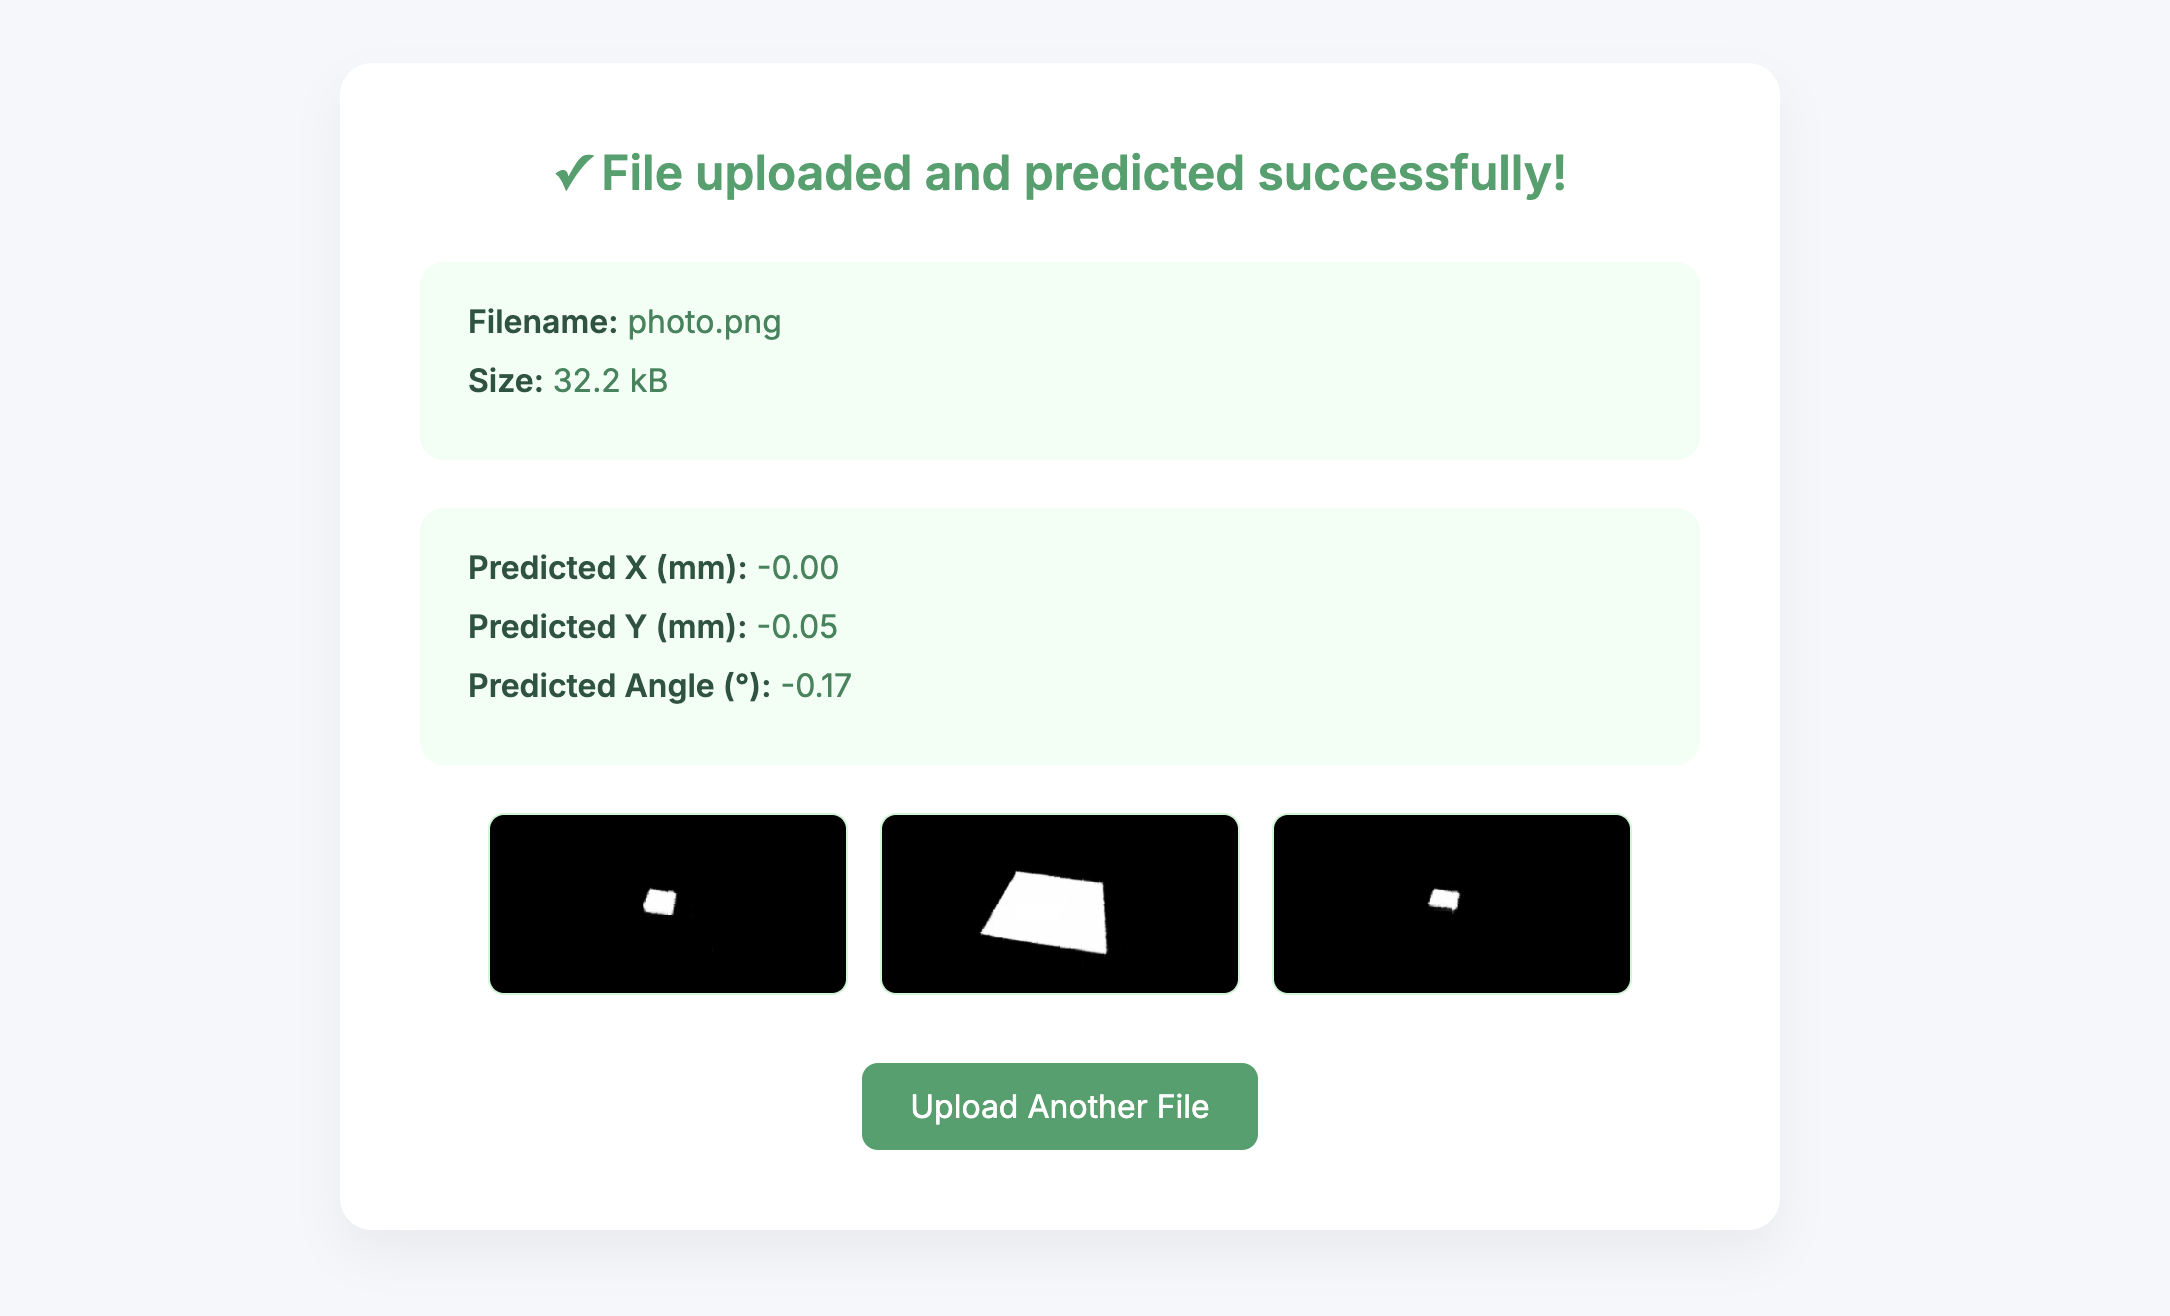 ✓File uploaded and predicted successfully!
Filename: photo.png
Size: 32.2 kB
Predicted X (mm): -0.00
Predicted Y (mm): -0.05
Predicted Angle (°): -0.17
Upload Another File